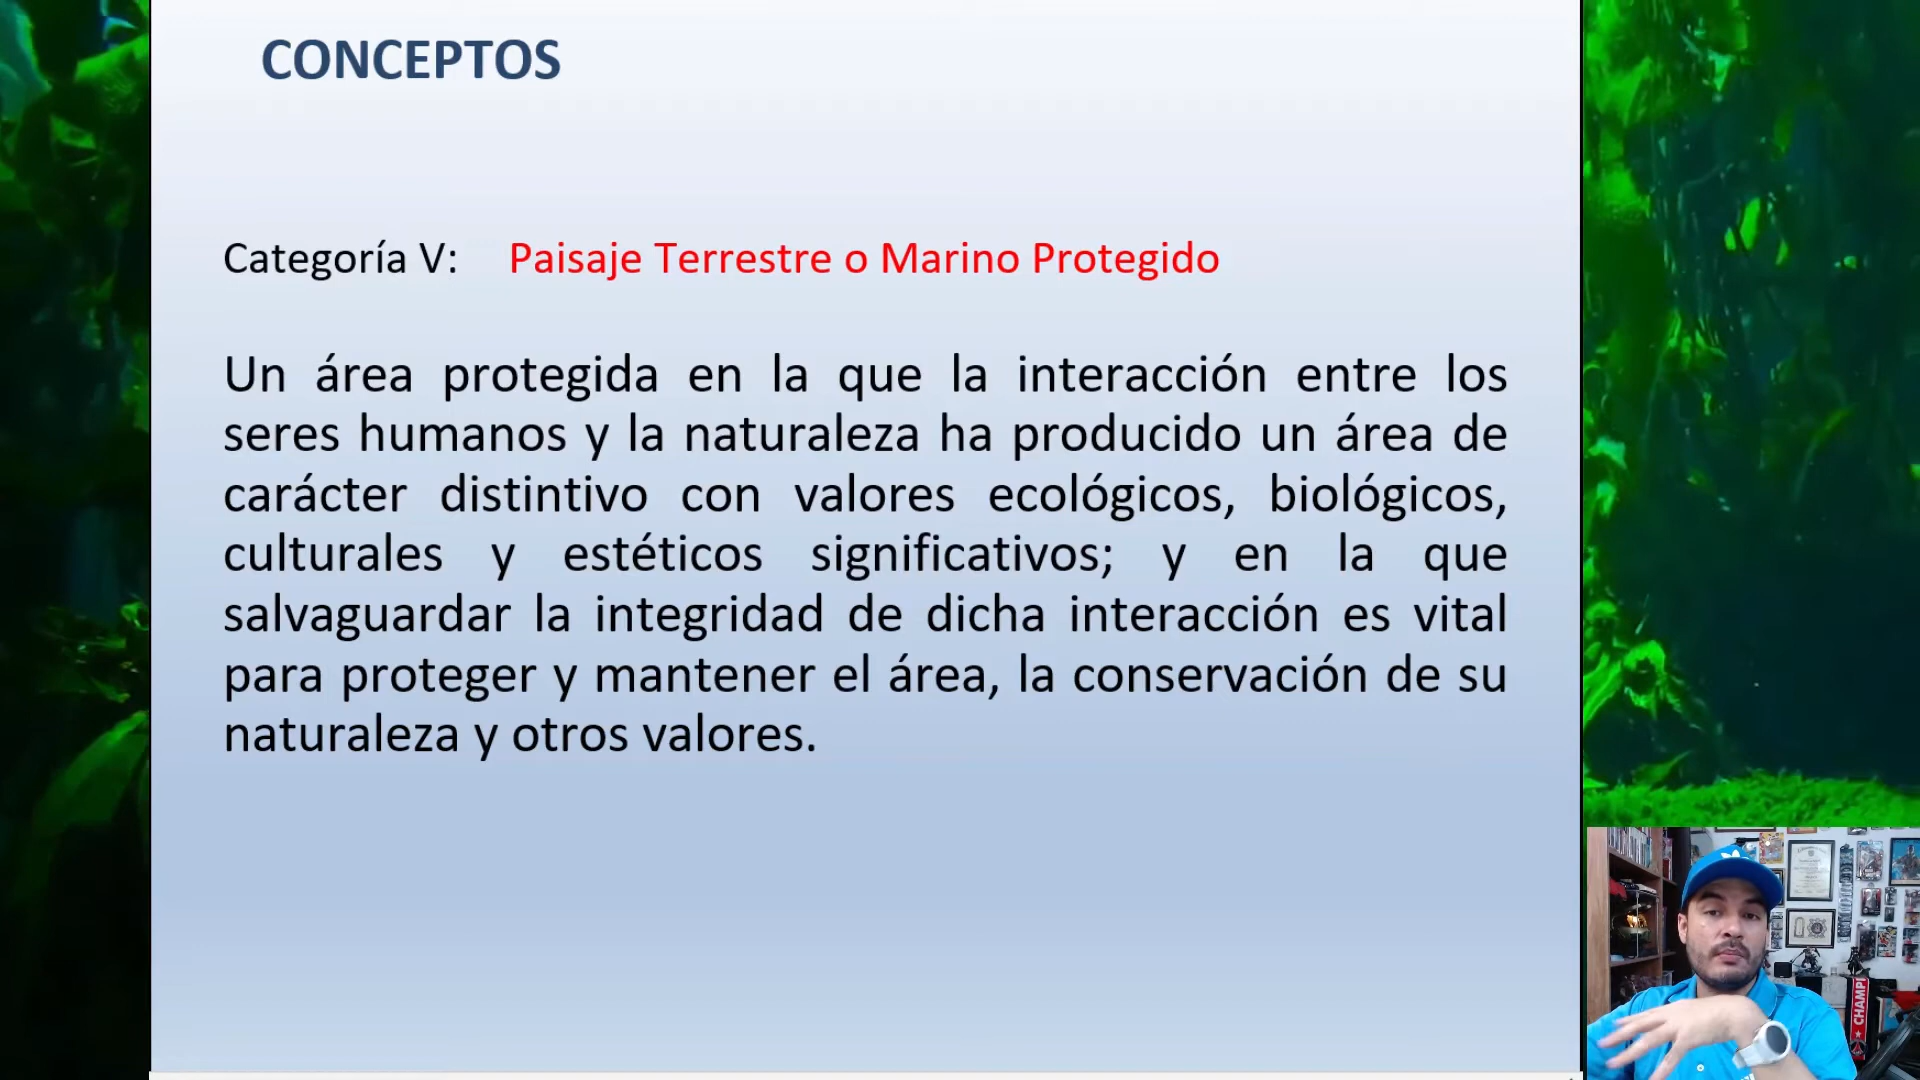 CONCEPTOS
Categoría V: Paisaje Terrestre o Marino Protegido
Un área protegida en la que la interacción entre los
seres humanos y la naturaleza ha producido un área de
carácter distintivo con valores ecológicos, biológicos,
culturales y estéticos significativos; y en la que
salvaguardar la integridad de dicha interacción es vital
para proteger y mantener el área, la conservación de su
naturaleza y otros valores.
CHAMPI